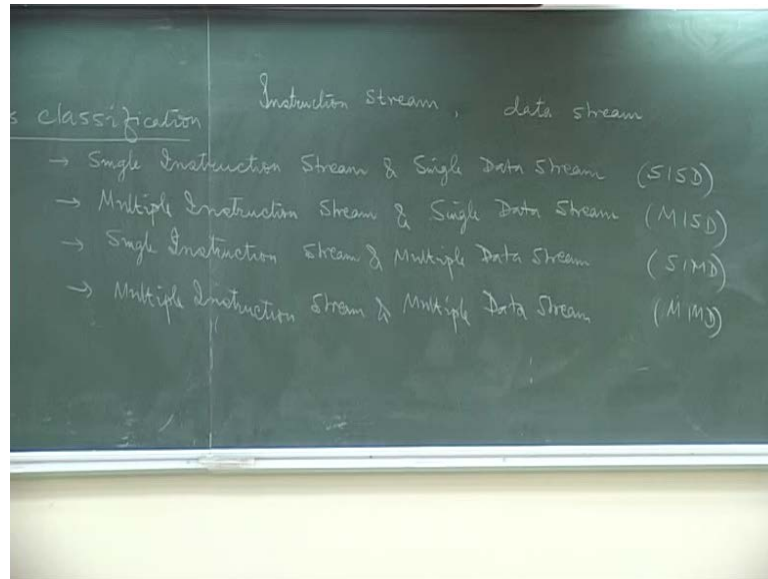 Instruction stream, data stream
s classification
→ Single Instruction Stream & Single Data Stream (SISD)
→ Multiple Instruction Stream & Single Data Stream (MISD)
→ Single Instruction Stream & Multiple Data Stream (SIMD)
→ Multiple Instruction Stream & Multiple Data Stream (MIMD)